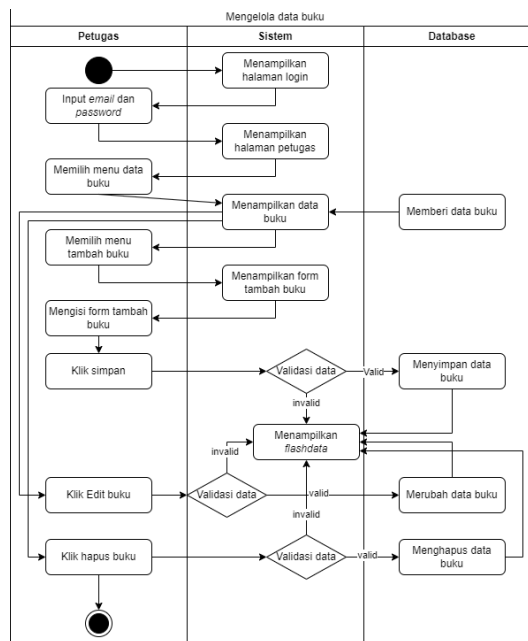 Mengelola data buku
Petugas
Sistem
Database
Menampilkan
halaman login
Input email dan
password
Menampilkan
halaman petugas
Memilih menu data
buku
Menampilkan data
buku
Memberi data buku
Memilih menu
tambah buku
Menampilkan form
tambah buku
Mengisi form tambah
buku
Klik simpan
Validasi data
Valid
Menyimpan data
buku
invalid
Menampilkan
flashdata
invalid
Klik Edit buku
Validasi data
valid
Merubah data buku
invalid
Klik hapus buku
Validasi data
valid
Menghapus data
buku